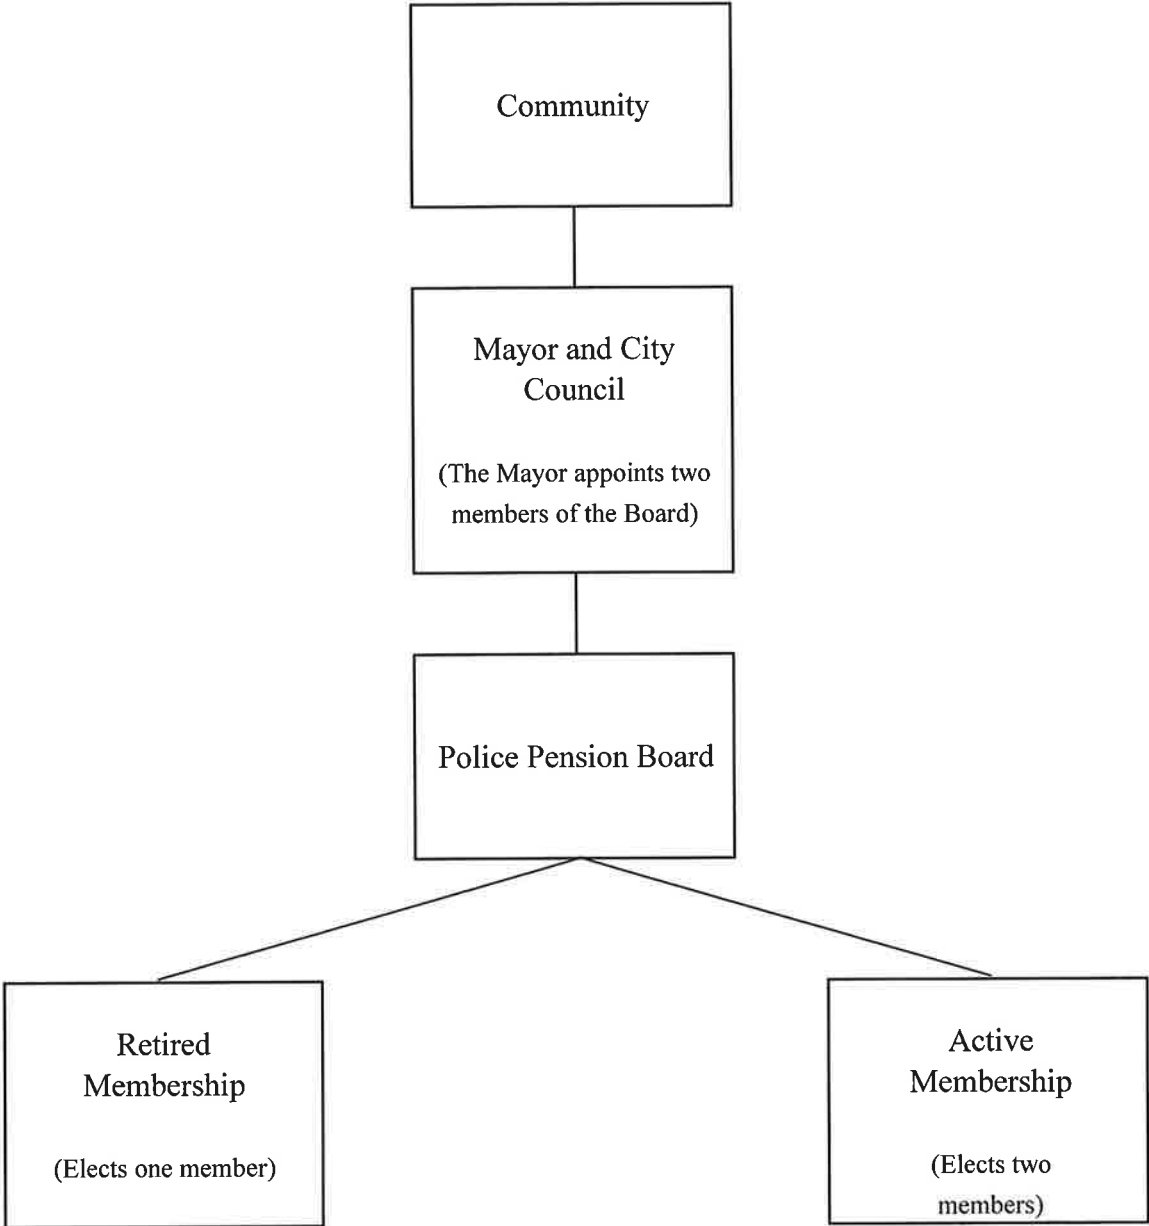 Community
Mayor and City
Council
(The Mayor appoints two
members of the Board)
Police Pension Board
Retired
Membership
(Elects one member)
Active
Membership
(Elects two
members)